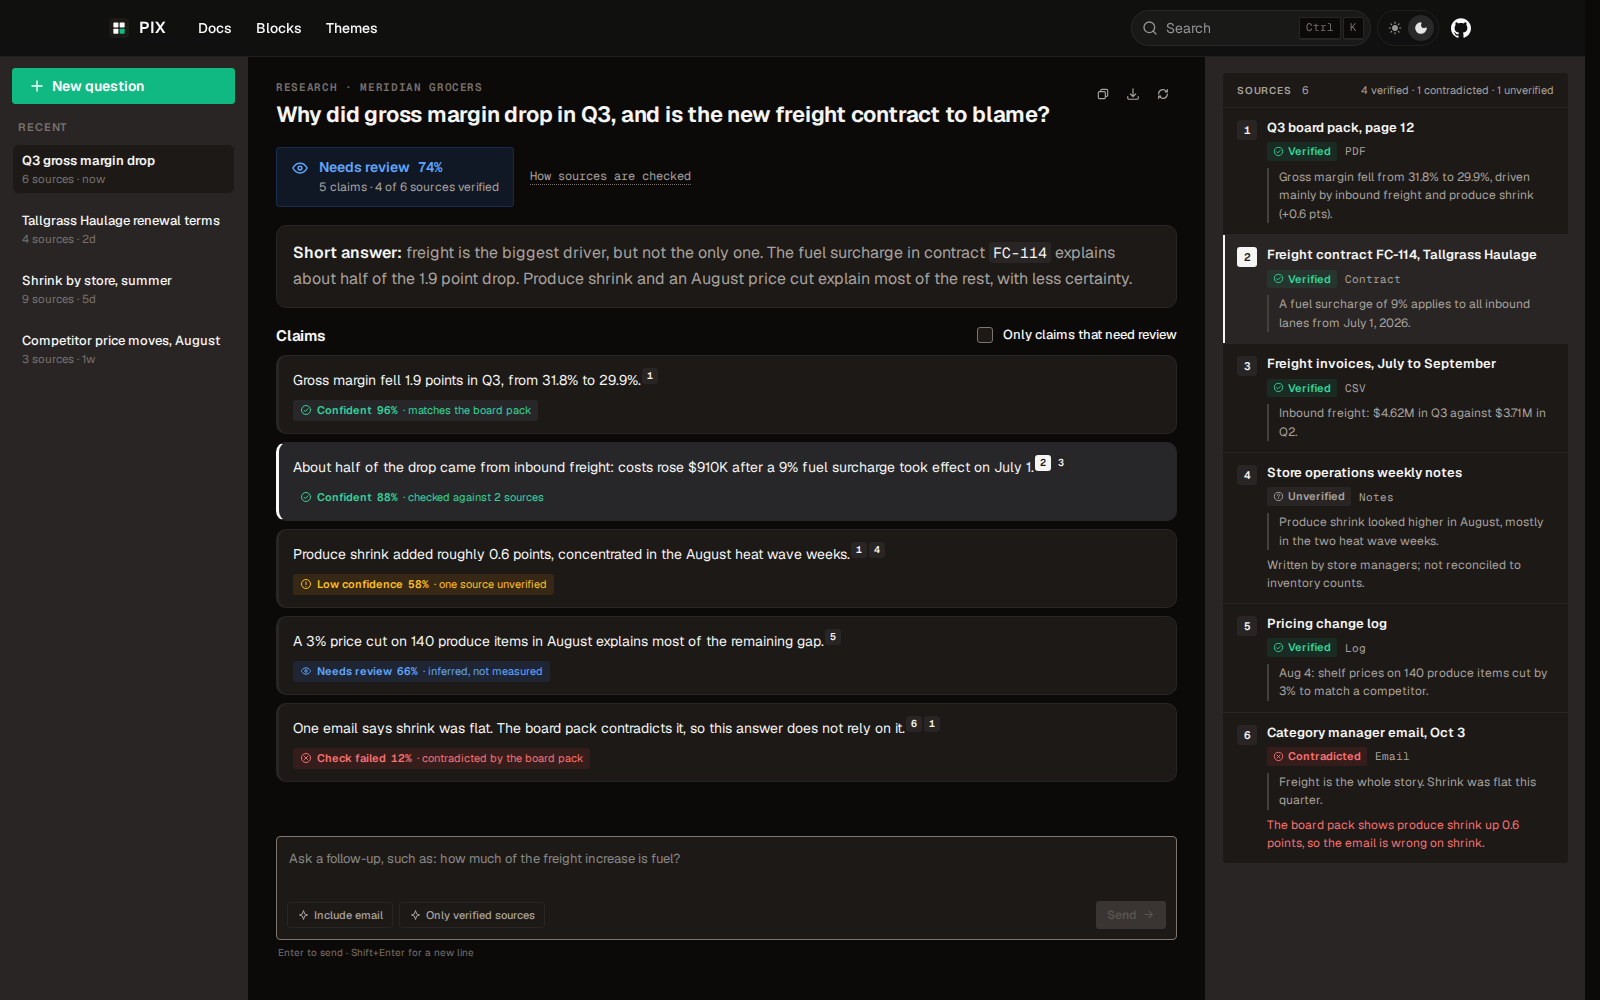 PIX
Docs
Blocks
Themes
Search
Ctrl K
New question
RECENT
Q3 gross margin drop
6 sources · now
Tallgrass Haulage renewal terms
4 sources · 2d
Shrink by store, summer
9 sources · 5d
Competitor price moves, August
3 sources · 1w
RESEARCH · MERIDIAN GROCERS
Why did gross margin drop in Q3, and is the new freight contract to blame?
Needs review 74%
5 claims · 4 of 6 sources verified
How sources are checked
Short answer: freight is the biggest driver, but not the only one. The fuel surcharge in contract FC-114 explains
about half of the 1.9 point drop. Produce shrink and an August price cut explain most of the rest, with less certainty.
Claims
Only claims that need review
Gross margin fell 1.9 points in Q3, from 31.8% to 29.9%. 1
Confident 96% · matches the board pack
About half of the drop came from inbound freight: costs rose $910K after a 9% fuel surcharge took effect on July 1. 2 3
Confident 88% · checked against 2 sources
Produce shrink added roughly 0.6 points, concentrated in the August heat wave weeks. 1 4
Low confidence 58% · one source unverified
A 3% price cut on 140 produce items in August explains most of the remaining gap. 5
Needs review 66% · inferred, not measured
One email says shrink was flat. The board pack contradicts it, so this answer does not rely on it. 6 1
Check failed 12% · contradicted by the board pack
Ask a follow-up, such as: how much of the freight increase is fuel?
Include email
Only verified sources
Send
Enter to send · Shift+Enter for a new line
SOURCES 6
4 verified · 1 contradicted · 1 unverified
1 Q3 board pack, page 12
Verified PDF
Gross margin fell from 31.8% to 29.9%, driven
mainly by inbound freight and produce shrink
(+0.6 pts).
2 Freight contract FC-114, Tallgrass Haulage
Verified Contract
A fuel surcharge of 9% applies to all inbound
lanes from July 1, 2026.
3 Freight invoices, July to September
Verified CSV
Inbound freight: $4.62M in Q3 against $3.71M in
Q2.
4 Store operations weekly notes
Unverified Notes
Produce shrink looked higher in August, mostly
in the two heat wave weeks.
Written by store managers; not reconciled to
inventory counts.
5 Pricing change log
Verified Log
Aug 4: shelf prices on 140 produce items cut by
3% to match a competitor.
6 Category manager email, Oct 3
Contradicted Email
Freight is the whole story. Shrink was flat this
quarter.
The board pack shows produce shrink up 0.6
points, so the email is wrong on shrink.